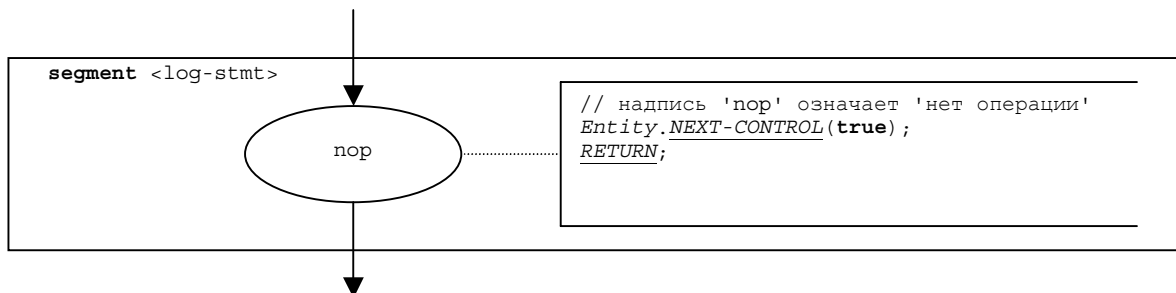 segment <log-stmt>
nop
// надпись 'nop' означает 'нет операции'
Entity.NEXT-CONTROL(true);
RETURN;